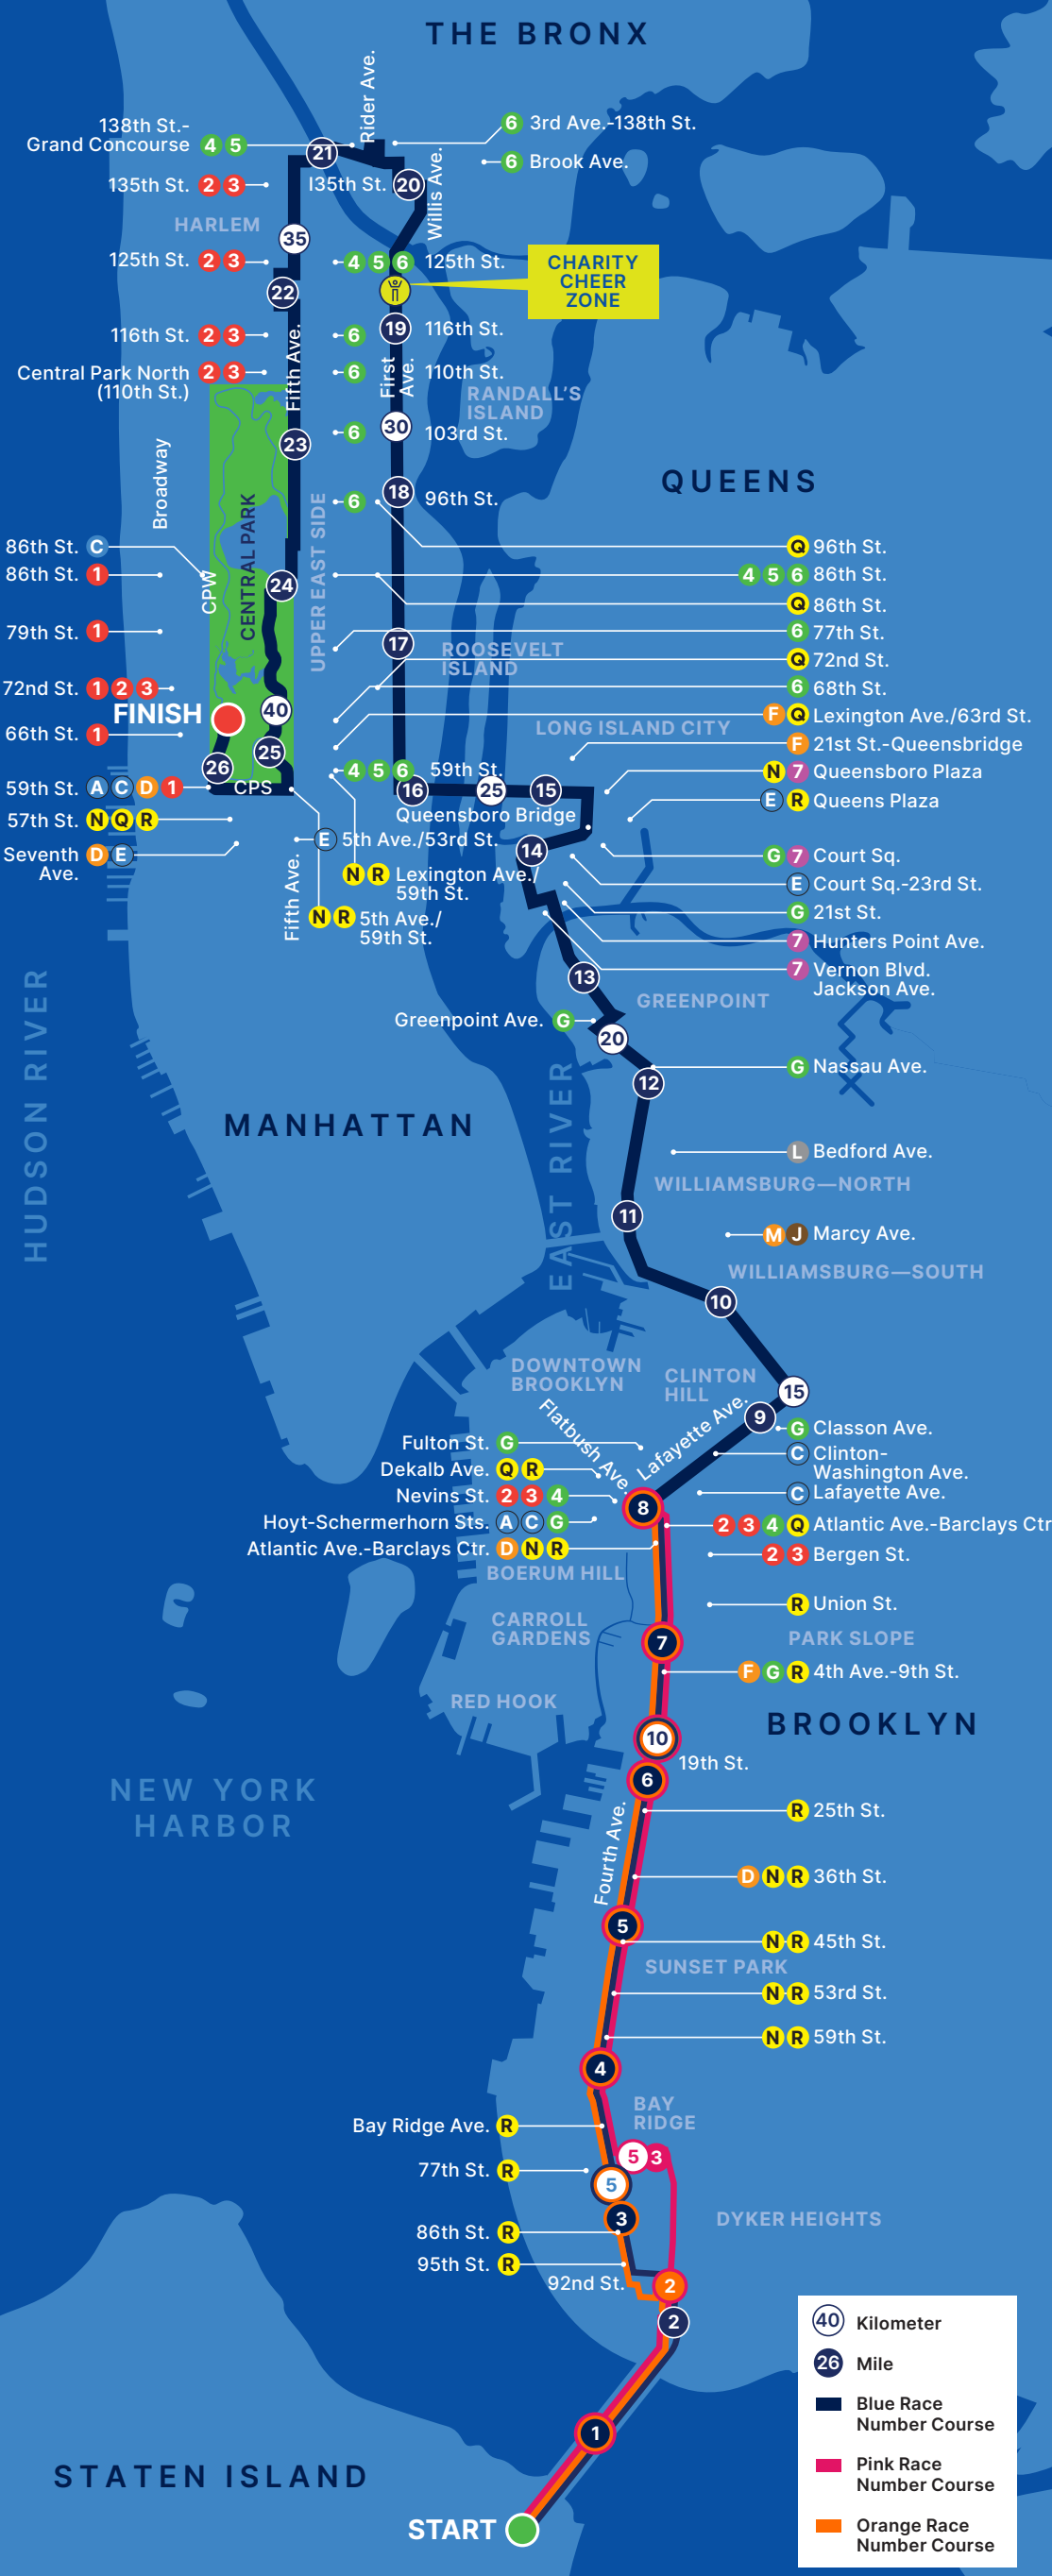 THE BRONX
Rider Ave.
138th St.-
Grand Concourse 4 5
6 3rd Ave.-138th St.
21
6 Brook Ave.
135th St. 2 3
I35th St.
20
Willis Ave.
HARLEM
35
125th St. 2 3
4 5 6 125th St.
CHARITY
CHEER
ZONE
22
116th St. 2 3
6
19
116th St.
Fifth Ave.
First
Ave.
Central Park North
(110th St.)
2 3
6
110th St.
RANDALL'S
ISLAND
30
6
103rd St.
23
Broadway
QUEENS
18
6
96th St.
CENTRAL PARK
UPPER EAST SIDE
86th St. C
Q 96th St.
86th St. 1
4 5 6 86th St.
CPW
24
Q 86th St.
79th St. 1
6 77th St.
17
ROOSEVELT
ISLAND
Q 72nd St.
72nd St. 1 2 3
6 68th St.
FINISH
40
F Q Lexington Ave./63rd St.
66th St. 1
LONG ISLAND CITY
25
F 21st St.-Queensbridge
26
4 5 6 59th St.
N 7 Queensboro Plaza
59th St. A C D 1
CPS
16
25
15
E R Queens Plaza
57th St. N Q R
Queensboro Bridge
E 5th Ave./53rd St.
14
Seventh
Ave.
D E
G 7 Court Sq.
N R Lexington Ave./
59th St.
E Court Sq.-23rd St.
Fifth Ave.
N R 5th Ave./
59th St.
G 21st St.
7 Hunters Point Ave.
7 Vernon Blvd.
Jackson Ave.
13
GREENPOINT
Greenpoint Ave. G
20
G Nassau Ave.
12
HUDSON RIVER
MANHATTAN
EAST RIVER
L Bedford Ave.
WILLIAMSBURG—NORTH
11
M J Marcy Ave.
WILLIAMSBURG—SOUTH
10
DOWNTOWN
BROOKLYN
CLINTON
HILL
15
9
Flatbush Ave.
Lafayette Ave.
G Classon Ave.
Fulton St. G
C Clinton-
Washington Ave.
Dekalb Ave. Q R
C Lafayette Ave.
Nevins St. 2 3 4
8
Hoyt-Schermerhorn Sts. A C G
2 3 4 Q Atlantic Ave.-Barclays Ctr
Atlantic Ave.-Barclays Ctr. D N R
2 3 Bergen St.
BOERUM HILL
R Union St.
CARROLL
GARDENS
PARK SLOPE
7
F G R 4th Ave.-9th St.
RED HOOK
BROOKLYN
10
19th St.
6
NEW YORK
HARBOR
R 25th St.
Fourth Ave.
D N R 36th St.
5
N R 45th St.
SUNSET PARK
N R 53rd St.
N R 59th St.
4
BAY
RIDGE
Bay Ridge Ave. R
5 3
77th St. R
5
3
DYKER HEIGHTS
86th St. R
95th St. R
92nd St.
2
2
40 Kilometer
26 Mile
Blue Race
Number Course
1
Pink Race
Number Course
STATEN ISLAND
START
Orange Race
Number Course